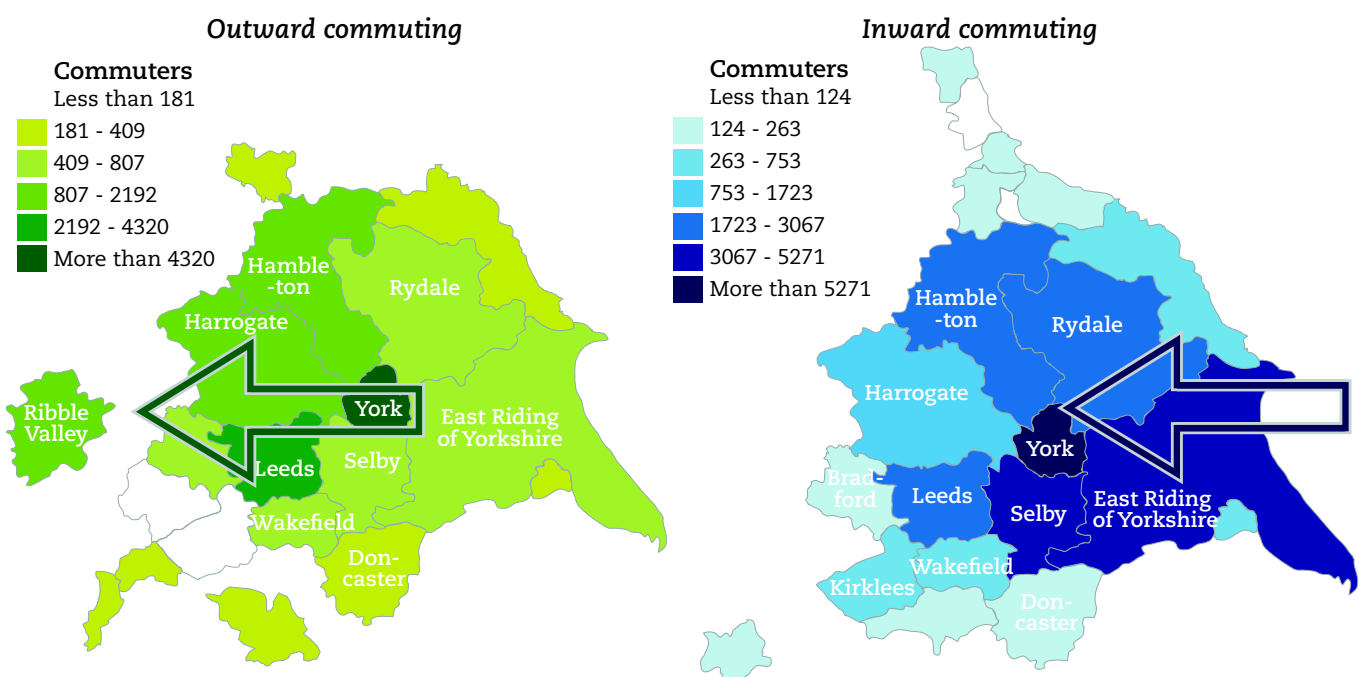 Outward commuting
Commuters
Less than 181
181 - 409
409 - 807
807 - 2192
2192 - 4320
More than 4320
Hamble
-ton
Rydale
Harrogate
Ribble
Valley
York
East Riding
of Yorkshire
Leeds
Selby
Wakefield
Don-
caster
Inward commuting
Commuters
Less than 124
124 - 263
263 - 753
753 - 1723
1723 - 3067
3067 - 5271
More than 5271
Hamble
-ton
Rydale
Harrogate
York
Brad-
ford
Leeds
Selby
East Riding
of Yorkshire
Wakefield
Kirklees
Don-
caster